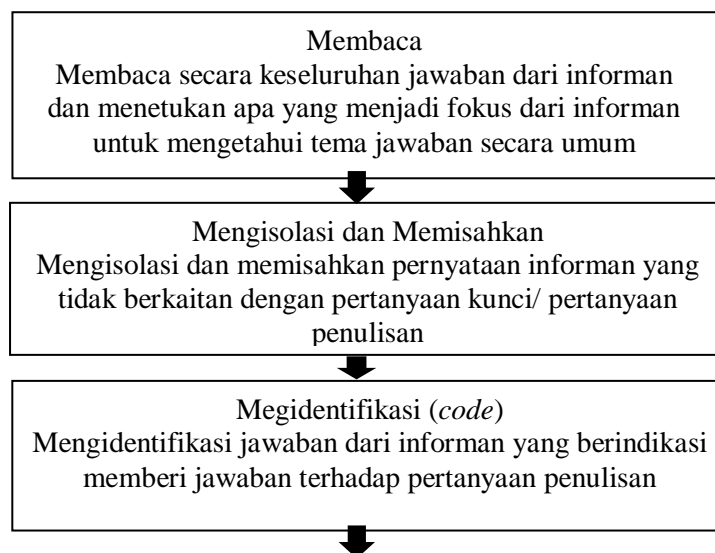 Membaca
Membaca secara keseluruhan jawaban dari informan
dan menetukan apa yang menjadi fokus dari informan
untuk mengetahui tema jawaban secara umum
Mengisolasi dan Memisahkan
Mengisolasi dan memisahkan pernyataan informan yang
tidak berkaitan dengan pertanyaan kunci/ pertanyaan
penulisan
Megidentifikasi (code)
Mengidentifikasi jawaban dari informan yang berindikasi
memberi jawaban terhadap pertanyaan penulisan